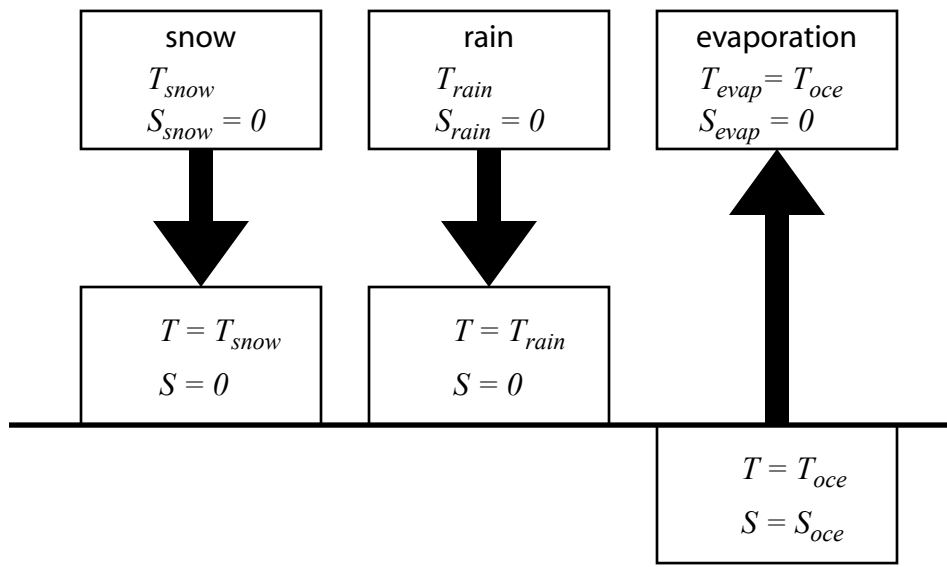 snow
T_snow
S_snow = 0
rain
T_rain
S_rain = 0
evaporation
T_evap = T_oce
S_evap = 0
T = T_snow
S = 0
T = T_rain
S = 0
T = T_oce
S = S_oce